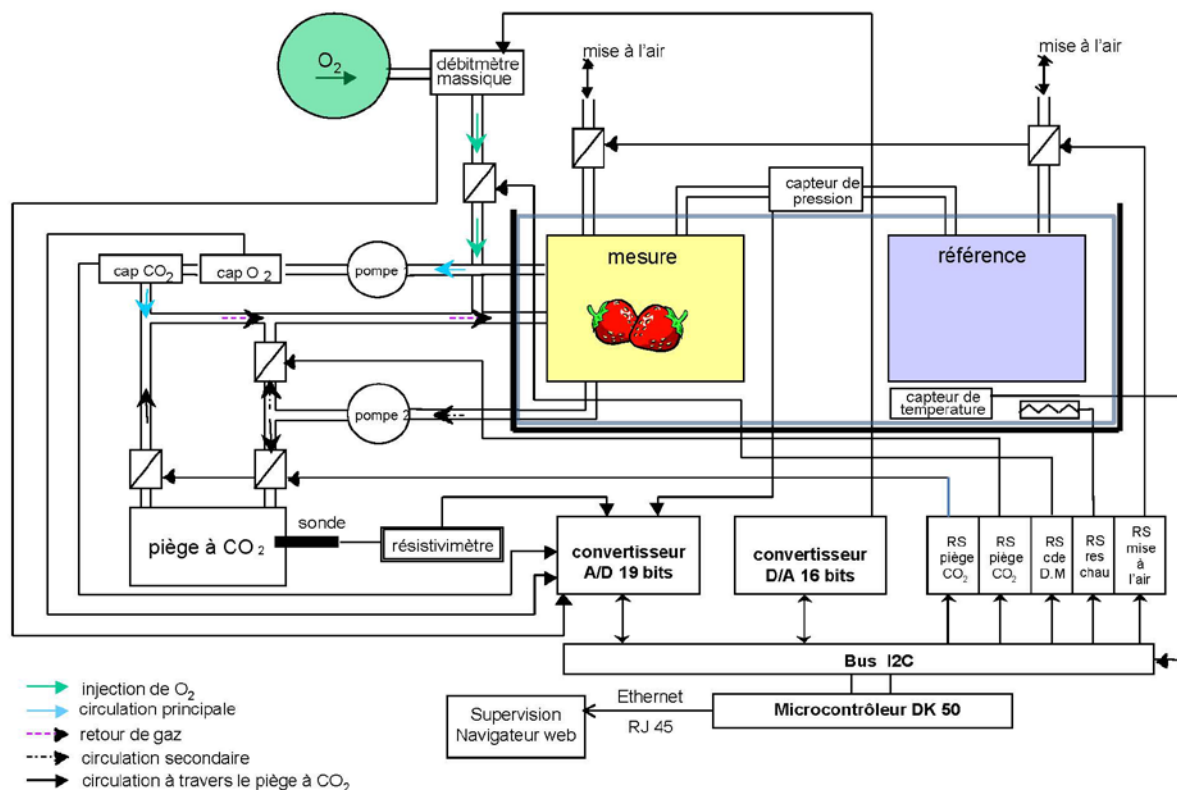 O2
débitmètre
massique
mise à l'air
mise à l'air
capteur de
pression
mesure
référence
cap CO2
cap O2
pompe 1
capteur de
température
pompe 2
piège à CO2
sonde
résistivimètre
convertisseur
A/D 19 bits
convertisseur
D/A 16 bits
RS
piège
CO2
RS
piège
CO2
RS
cde
D.M
RS
res
chau
RS
mise
à
l'air
Bus I2C
Microcontrôleur DK 50
Ethernet
RJ 45
Supervision
Navigateur web
injection de O2
circulation principale
retour de gaz
circulation secondaire
circulation à travers le piège à CO2